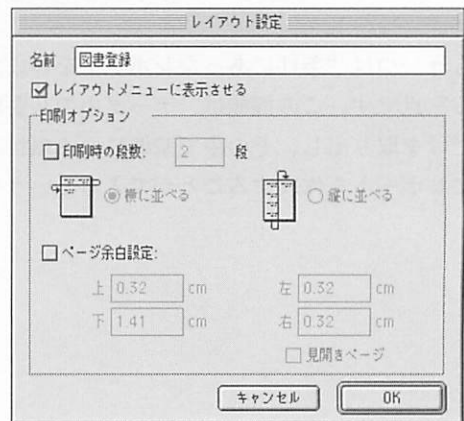 レイアウト設定
名前 図書登録
レイアウトメニューに表示させる
印刷オプション
印刷時の段数: 2 段
横に並べる 縦に並べる
ページ余白設定:
上 0.32 cm 左 0.32 cm
下 1.41 cm 右 0.32 cm
見開きページ
キャンセル OK